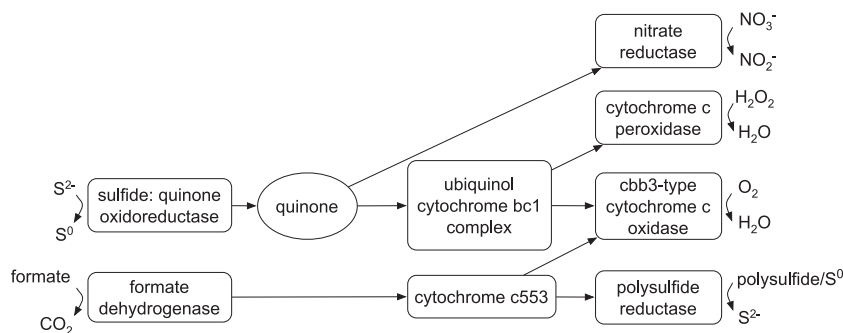 nitrate
reductase
NO₃⁻
NO₂⁻
cytochrome c
peroxidase
H₂O₂
H₂O
S²⁻
S⁰
sulfide: quinone
oxidoreductase
quinone
ubiquinol
cytochrome bc1
complex
cbb3-type
cytochrome c
oxidase
O₂
H₂O
formate
CO₂
formate
dehydrogenase
cytochrome c553
polysulfide
reductase
polysulfide/S⁰
S²⁻